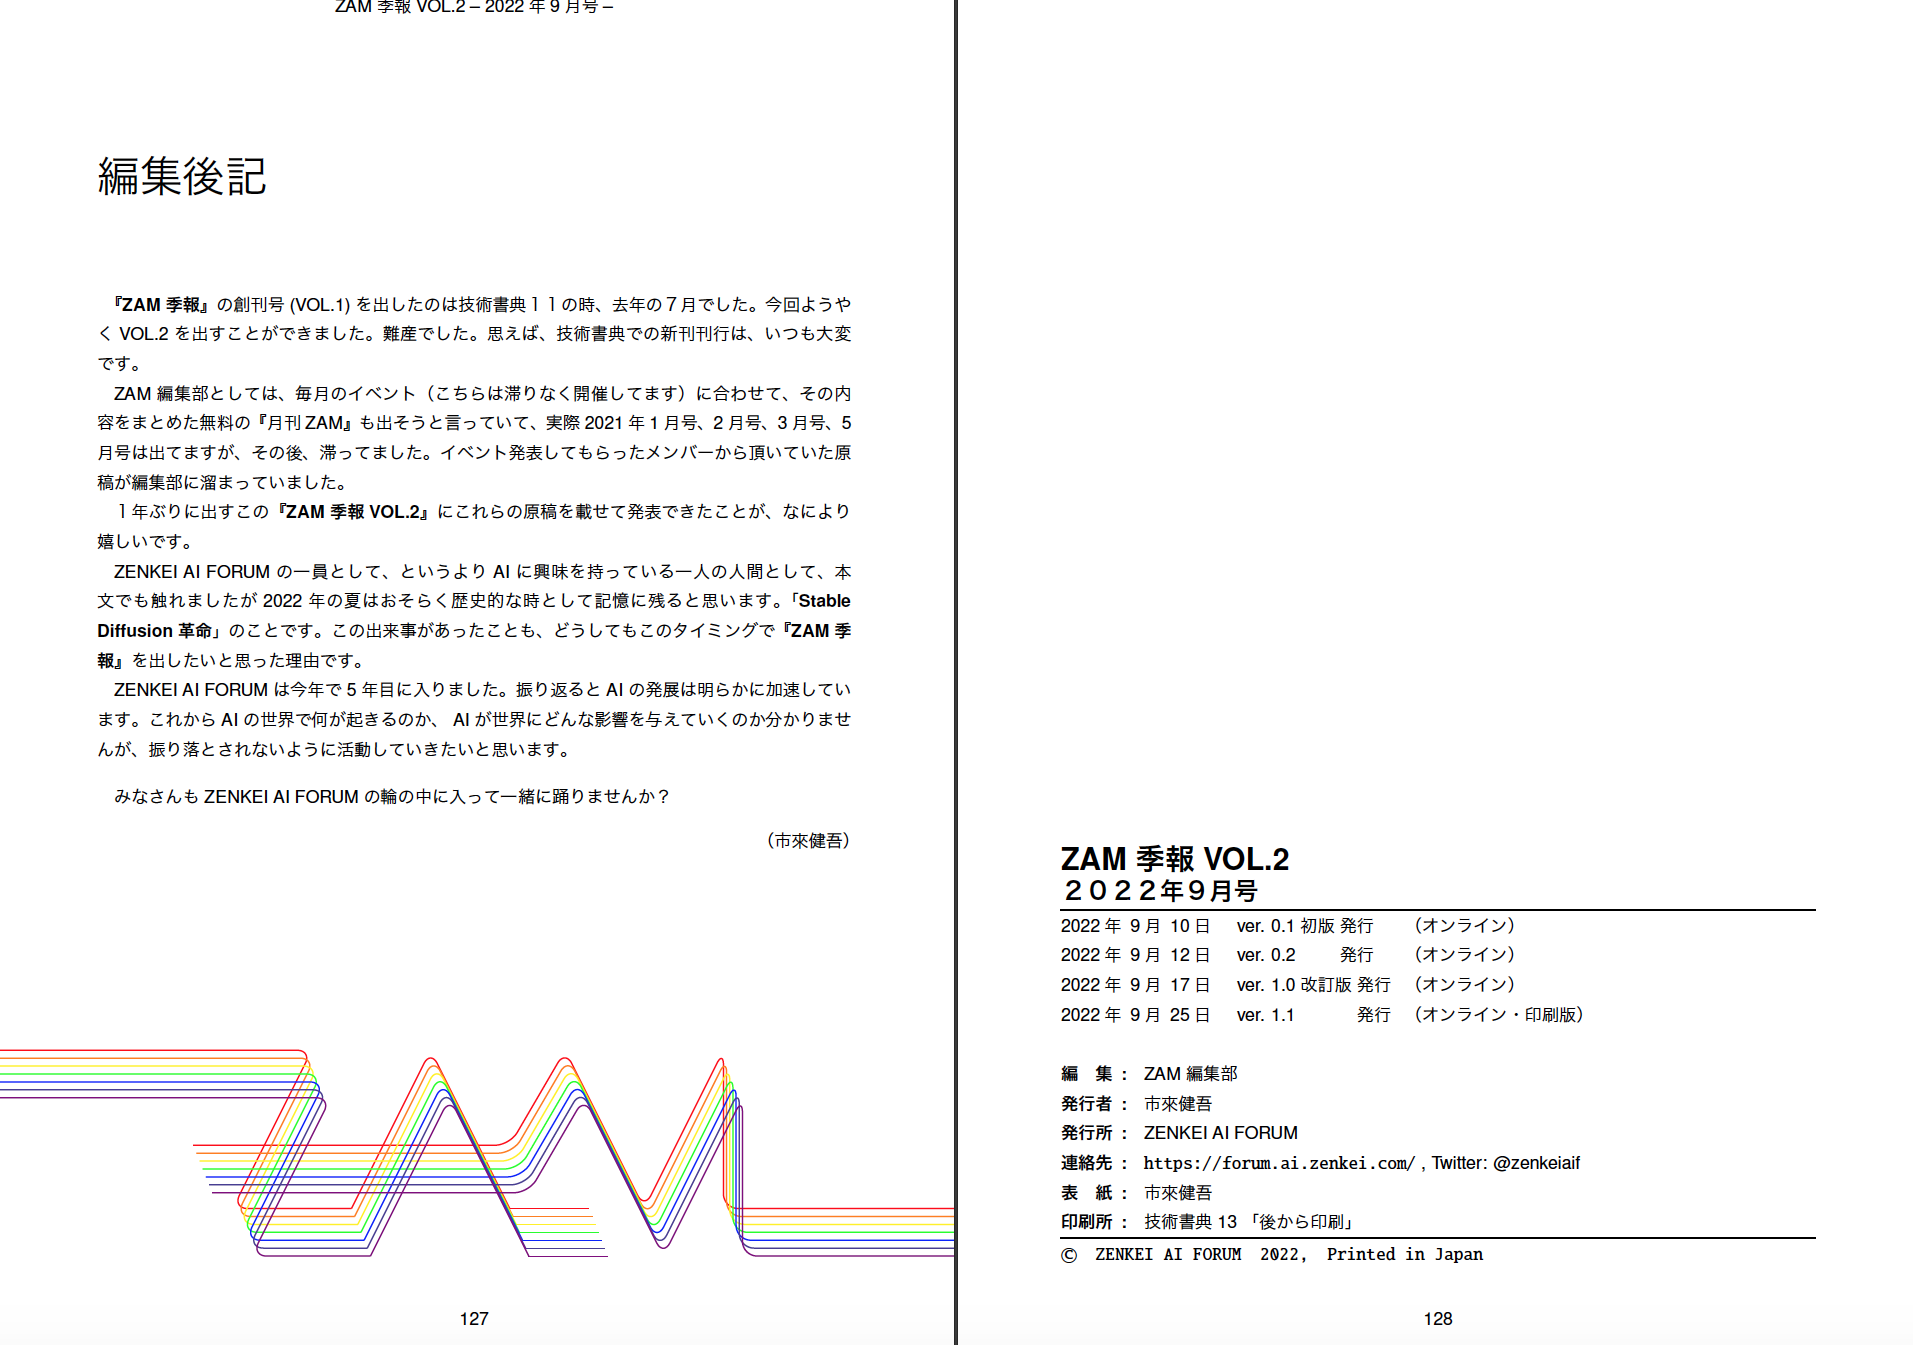 ZAM 季報 VOL.2 – 2022 年 9 月号 –
編集後記
『ZAM 季報』の創刊号 (VOL.1) を出したのは技術書典１１の時、去年の７月でした。今回ようや
く VOL.2 を出すことができました。難産でした。思えば、技術書典での新刊刊行は、いつも大変
です。
ZAM 編集部としては、毎月のイベント（こちらは滞りなく開催してます）に合わせて、その内
容をまとめた無料の『月刊 ZAM』も出そうと言っていて、実際 2021 年 1 月号、2 月号、3 月号、5
月号は出てますが、その後、滞ってました。イベント発表してもらったメンバーから頂いていた原
稿が編集部に溜まっていました。
１年ぶりに出すこの『ZAM 季報 VOL.2』にこれらの原稿を載せて発表できたことが、なにより
嬉しいです。
ZENKEI AI FORUM の一員として、というより AI に興味を持っている一人の人間として、本
文でも触れましたが 2022 年の夏はおそらく歴史的な時として記憶に残ると思います。「Stable
Diffusion 革命」のことです。この出来事があったことも、どうしてもこのタイミングで『ZAM 季
報』を出したいと思った理由です。
ZENKEI AI FORUM は今年で 5 年目に入りました。振り返ると AI の発展は明らかに加速してい
ます。これから AI の世界で何が起きるのか、 AI が世界にどんな影響を与えていくのか分かりませ
んが、振り落とされないように活動していきたいと思います。
みなさんも ZENKEI AI FORUM の輪の中に入って一緒に踊りませんか？
（市來健吾）
127
ZAM 季報 VOL.2
２０２２年９月号
2022 年 9 月 10 日 ver. 0.1 初版 発行 （オンライン）
2022 年 9 月 12 日 ver. 0.2 発行 （オンライン）
2022 年 9 月 17 日 ver. 1.0 改訂版 発行 （オンライン）
2022 年 9 月 25 日 ver. 1.1 発行 （オンライン・印刷版）
編　集： ZAM 編集部
発行者： 市來健吾
発行所： ZENKEI AI FORUM
連絡先： https://forum.ai.zenkei.com/ , Twitter: @zenkeiaif
表　紙： 市來健吾
印刷所： 技術書典 13 「後から印刷」
© ZENKEI AI FORUM 2022, Printed in Japan
128